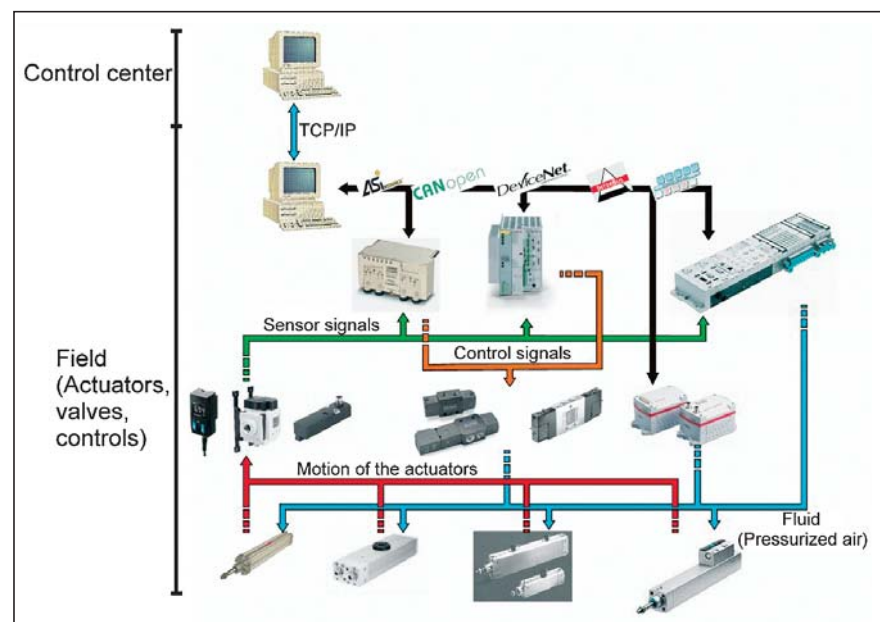 Control center
TCP/IP
ASi
CANopen
DeviceNet
Sensor signals
Control signals
Field
(Actuators,
valves,
controls)
Motion of the actuators
Fluid
(Pressurized air)